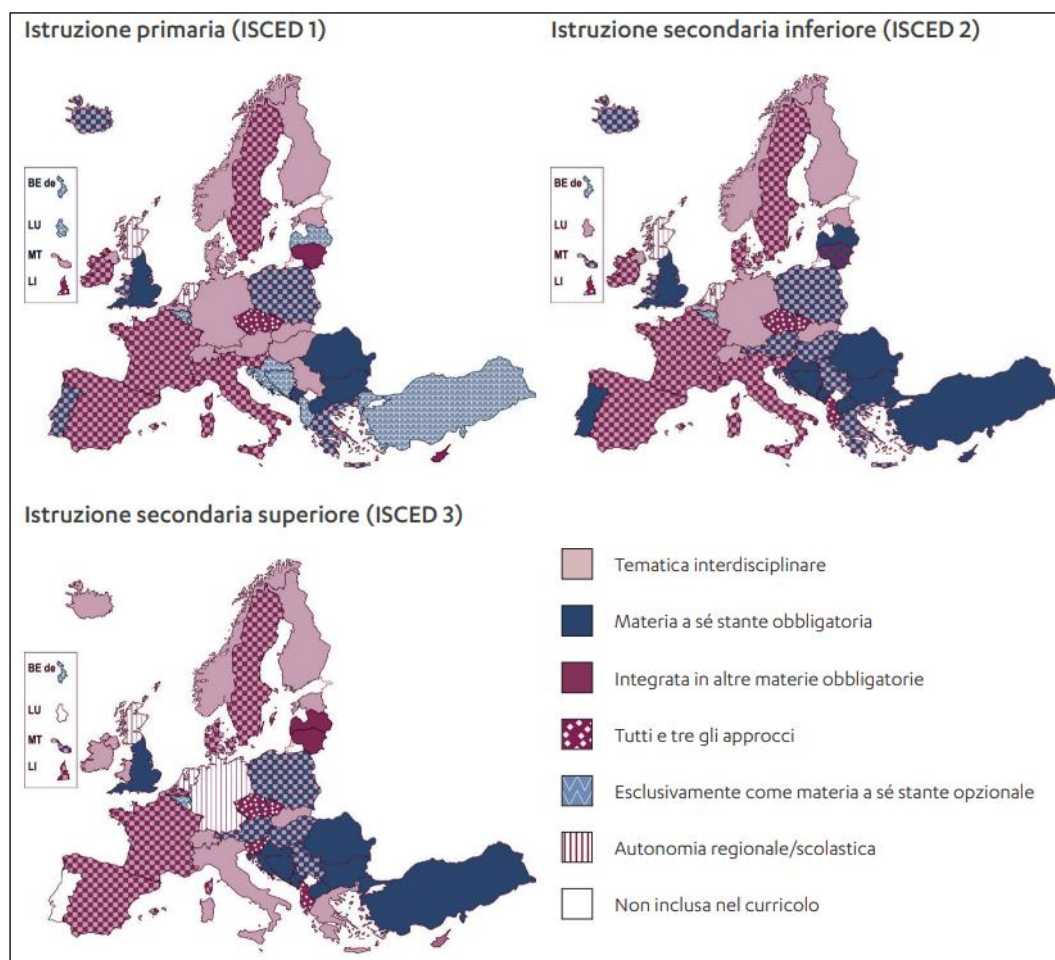 Istruzione primaria (ISCED 1)
Istruzione secondaria inferiore (ISCED 2)
BE de
LU
MT
LI
BE de
LU
MT
LI
Istruzione secondaria superiore (ISCED 3)
BE de
LU
MT
LI
Tematica interdisciplinare
Materia a sé stante obbligatoria
Integrata in altre materie obbligatorie
Tutti e tre gli approcci
Esclusivamente come materia a sé stante opzionale
Autonomia regionale/scolastica
Non inclusa nel curricolo